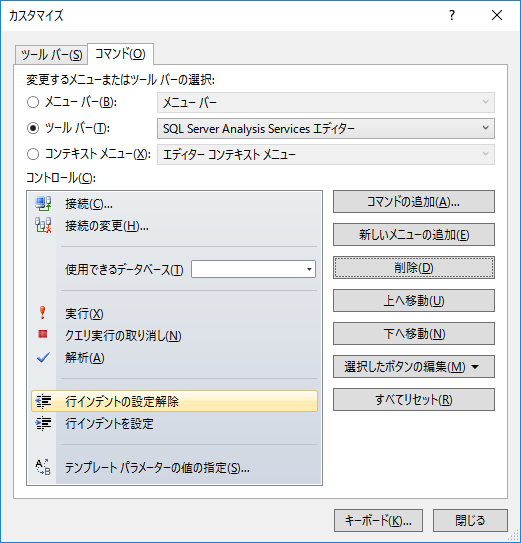 カスタマイズ
ツール バー(S) コマンド(O)
変更するメニューまたはツール バーの選択:
メニュー バー(B): メニュー バー
ツール バー(T): SQL Server Analysis Services エディター
コンテキスト メニュー(X): エディター コンテキスト メニュー
コントロール(C):
接続(C)...
接続の変更(H)...
使用できるデータベース(T)
実行(X)
クエリ実行の取り消し(N)
解析(A)
行インデントの設定解除
行インデントを設定
テンプレート パラメーターの値の指定(S)...
コマンドの追加(A)...
新しいメニューの追加(E)
削除(D)
上へ移動(U)
下へ移動(N)
選択したボタンの編集(M)
すべてリセット(R)
キーボード(K)... 閉じる